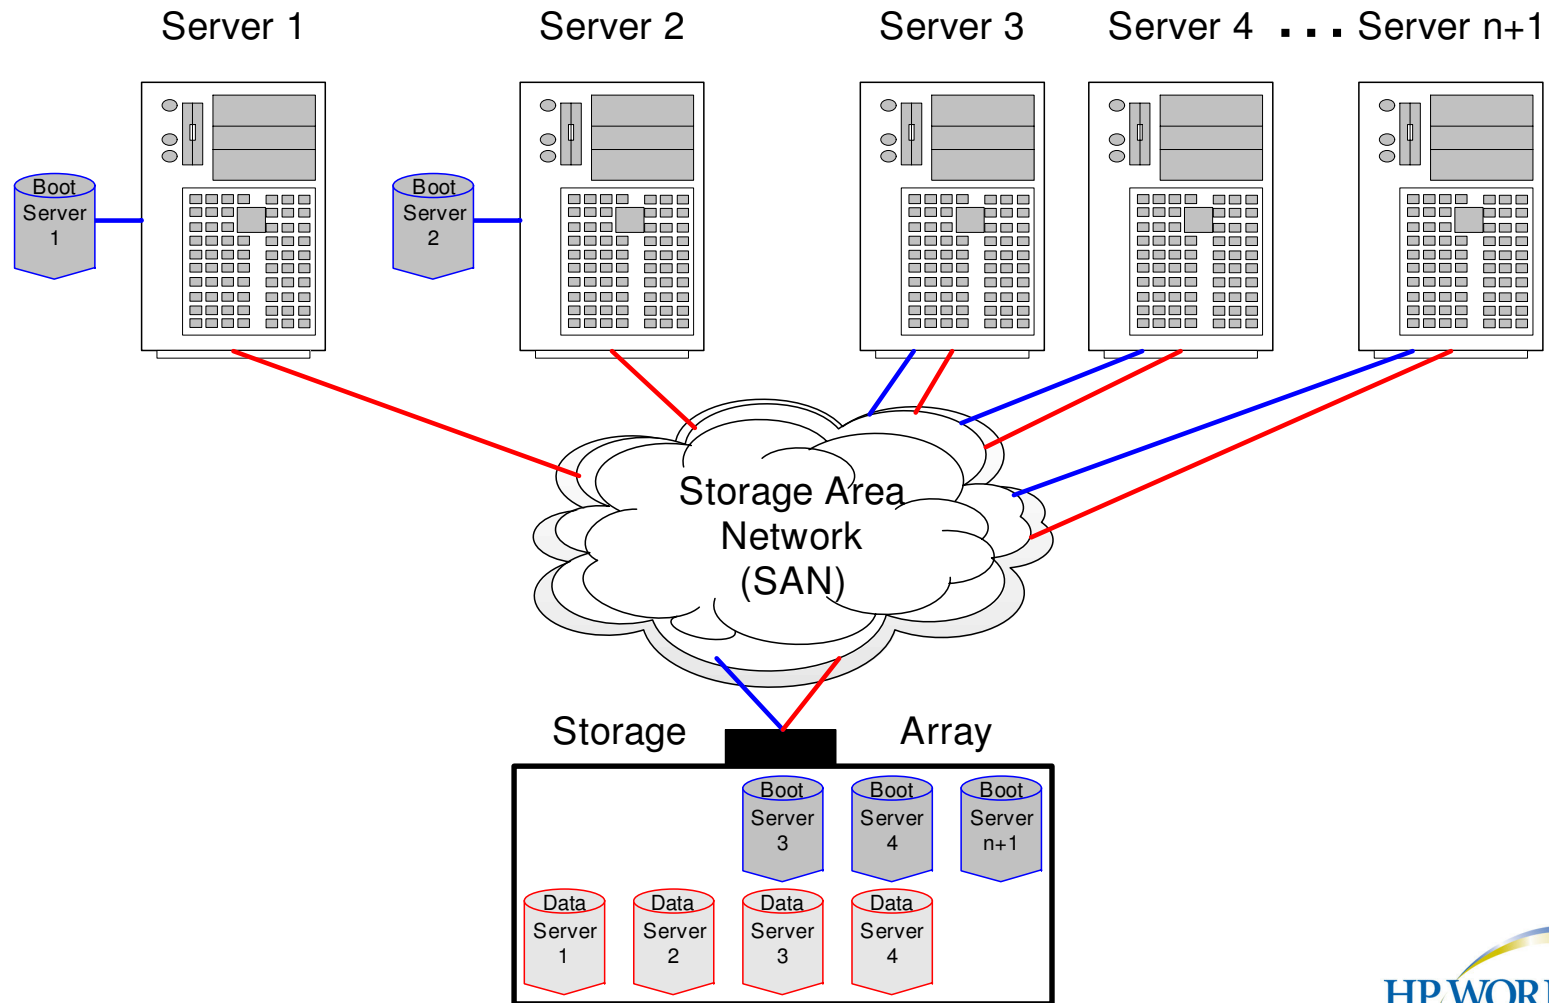 Server 1
Server 2
Server 3
Server 4 ... Server n+1
Boot
Server
1
Boot
Server
2
Storage Area
Network
(SAN)
Storage
Array
Boot
Server
3
Boot
Server
4
Boot
Server
n+1
Data
Server
1
Data
Server
2
Data
Server
3
Data
Server
4
HP